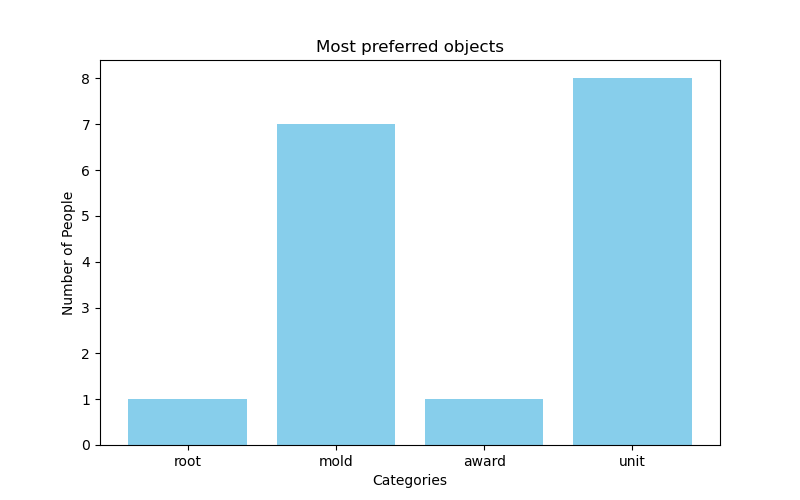 Most preferred objects
8
7
6
5
4
3
2
1
0
Number of People
root mold award unit
Categories